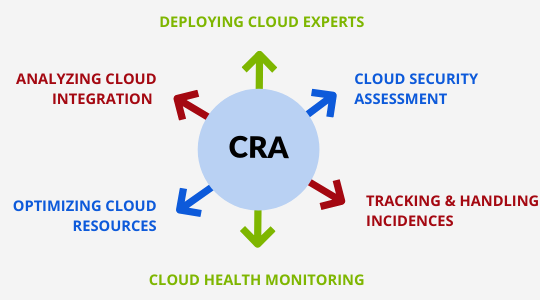 DEPLOYING CLOUD EXPERTS
ANALYZING CLOUD
INTEGRATION
CLOUD SECURITY
ASSESSMENT
CRA
OPTIMIZING CLOUD
RESOURCES
TRACKING & HANDLING
INCIDENCES
CLOUD HEALTH MONITORING